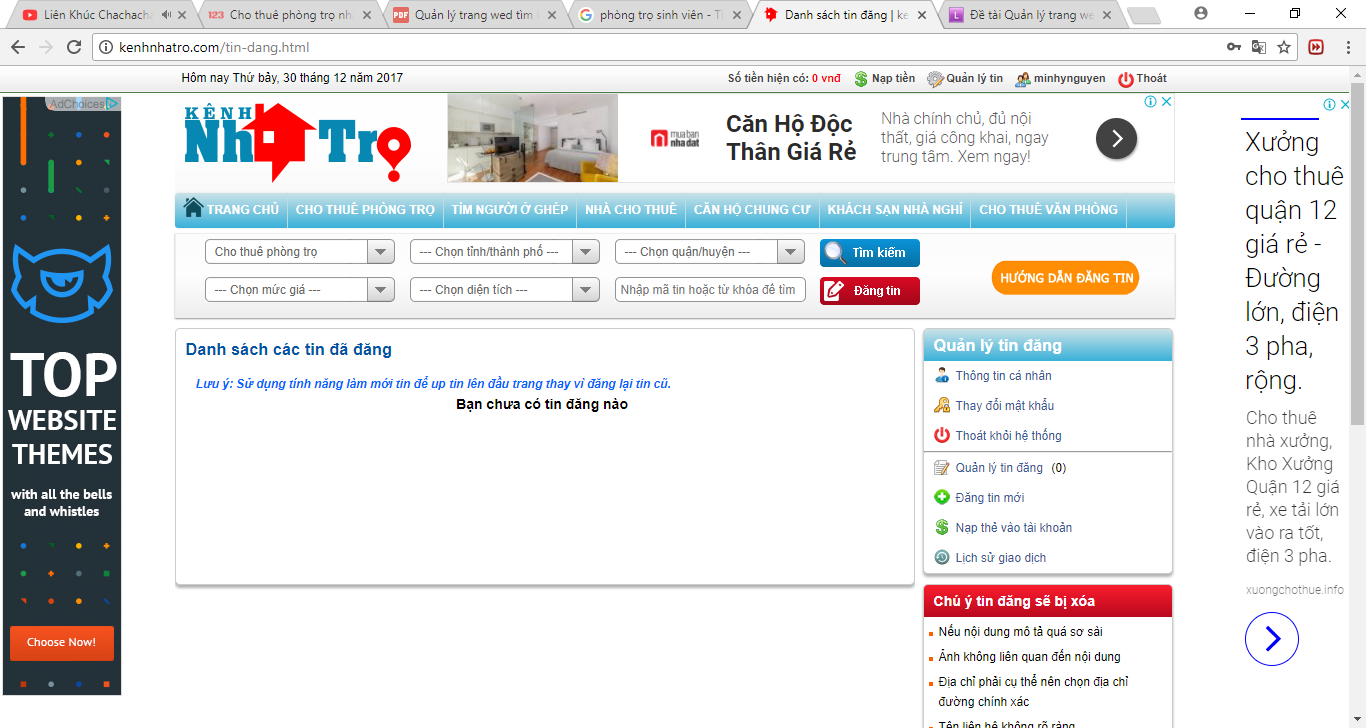 Liên Khúc Chachacha
Cho thuê phòng trọ nh
Quản lý trang wed tìm
phòng trọ sinh viên - Ti
Danh sách tin đăng | kê
Đề tài Quản lý trang we
kenhnhatro.com/tin-dang.html
Hôm nay Thứ bảy, 30 tháng 12 năm 2017
Số tiền hiện có: 0 vnđ Nạp tiền Quản lý tin minhynguyen Thoát
AdChoices
TOP
WEBSITE
THEMES
with all the bells
and whistles
Choose Now!
KÊNH
Nhà Trọ
mua ban
nha dat
Căn Hộ Độc
Thân Giá Rẻ
Nhà chính chủ, đủ nội
thất, giá công khai, ngay
trung tâm. Xem ngay!
TRANG CHỦ CHO THUÊ PHÒNG TRỌ TÌM NGƯỜI Ở GHÉP NHÀ CHO THUÊ CĂN HỘ CHUNG CƯ KHÁCH SẠN NHÀ NGHỈ CHO THUÊ VĂN PHÒNG
Cho thuê phòng trọ --- Chọn tỉnh/thành phố --- --- Chọn quận/huyện --- Tìm kiếm
--- Chọn mức giá --- --- Chọn diện tích --- Nhập mã tin hoặc từ khóa để tìm Đăng tin
HƯỚNG DẪN ĐĂNG TIN
Danh sách các tin đã đăng
Lưu ý: Sử dụng tính năng làm mới tin để up tin lên đầu trang thay vì đăng lại tin cũ.
Bạn chưa có tin đăng nào
Quản lý tin đăng
Thông tin cá nhân
Thay đổi mật khẩu
Thoát khỏi hệ thống
Quản lý tin đăng (0)
Đăng tin mới
Nạp thẻ vào tài khoản
Lịch sử giao dịch
Chú ý tin đăng sẽ bị xóa
Nếu nội dung mô tả quá sơ sài
Ảnh không liên quan đến nội dung
Địa chỉ phải cụ thể nên chọn địa chỉ
đường chính xác
Tên liên hệ không rõ ràng
Xưởng
cho thuê
quận 12
giá rẻ -
Đường
lớn, điện
3 pha,
rộng.
Cho thuê
nhà xưởng,
Kho Xưởng
Quận 12 giá
rẻ, xe tải lớn
vào ra tốt,
điện 3 pha.
xuongchothue.info